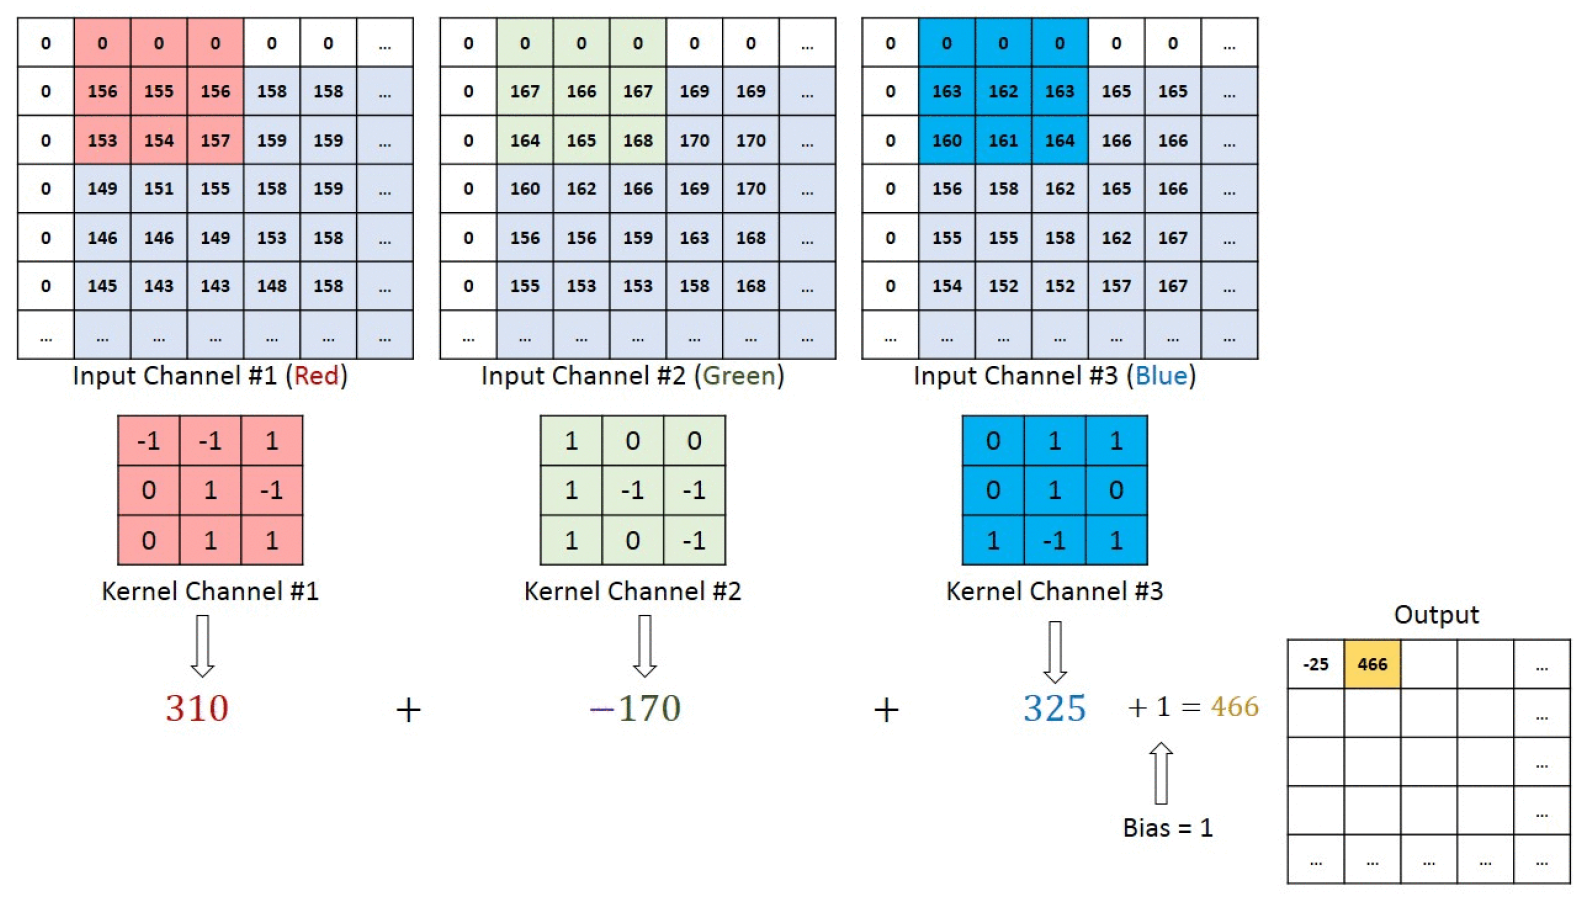 0 0 0 0 0 0 ... 0 0 0 0 0 0 ... 0 0 0 0 0 0 ...
0 156 155 156 158 158 ... 0 167 166 167 169 169 ... 0 163 162 163 165 165 ...
0 153 154 157 159 159 ... 0 164 165 168 170 170 ... 0 160 161 164 166 166 ...
0 149 151 155 158 159 ... 0 160 162 166 169 170 ... 0 156 158 162 165 166 ...
0 146 146 149 153 158 ... 0 156 156 159 163 168 ... 0 155 155 158 162 167 ...
0 145 143 143 148 158 ... 0 155 153 153 158 168 ... 0 154 152 152 157 167 ...
... ... ... ... ... ... ... ... ... ... ... ... ... ... ... ... ... ... ... ... ...
Input Channel #1 (Red) Input Channel #2 (Green) Input Channel #3 (Blue)
-1 -1 1 1 0 0 0 1 1
0 1 -1 1 -1 -1 0 1 0
0 1 1 1 0 -1 1 -1 1
Kernel Channel #1 Kernel Channel #2 Kernel Channel #3
310 + −170 + 325 + 1 = 466
Bias = 1
Output
-25 466 ...
...
...
...
... ... ... ... ...